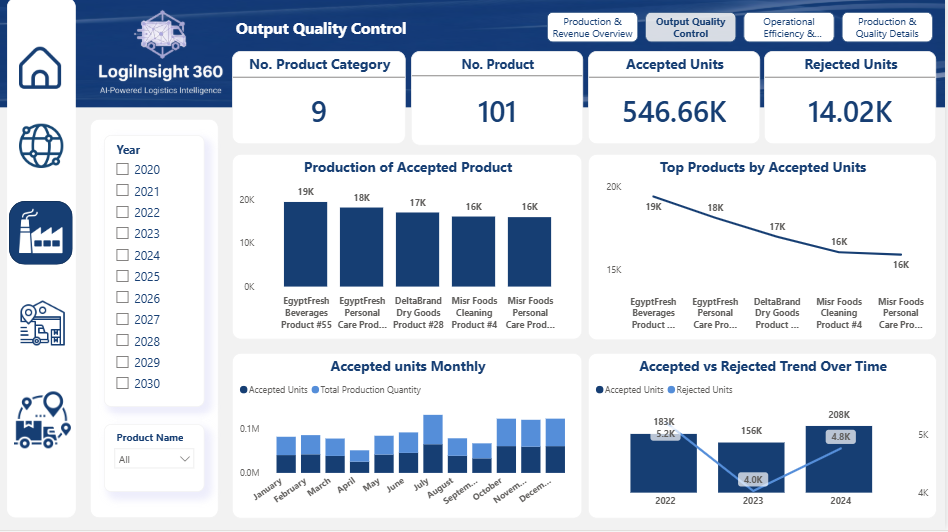 LogiInsight 360
AI-Powered Logistics Intelligence
Output Quality Control
Production &
Revenue Overview
Output Quality
Control
Operational
Efficiency &...
Production &
Quality Details
No. Product Category
9
No. Product
101
Accepted Units
546.66K
Rejected Units
14.02K
Year
2020
2021
2022
2023
2024
2025
2026
2027
2028
2029
2030
Product Name
All
Production of Accepted Product
20K
10K
0K
19K
18K
17K
16K
16K
EgyptFresh
Beverages
Product #55
EgyptFresh
Personal
Care Prod...
DeltaBrand
Dry Goods
Product #28
Misr Foods
Cleaning
Product #4
Misr Foods
Personal
Care Prod...
Top Products by Accepted Units
20K
15K
19K
18K
17K
16K
16K
EgyptFresh
Beverages
Product ...
EgyptFresh
Personal
Care Pro...
DeltaBrand
Dry Goods
Product ...
Misr Foods
Cleaning
Product #4
Misr Foods
Personal
Care Pro...
Accepted units Monthly
Accepted Units Total Production Quantity
0.1M
0.0M
January
February
March
April
May
June
July
August
Septem...
October
Novem...
Decem...
Accepted vs Rejected Trend Over Time
Accepted Units Rejected Units
183K
5.2K
156K
4.0K
208K
4.8K
5K
4K
2022
2023
2024